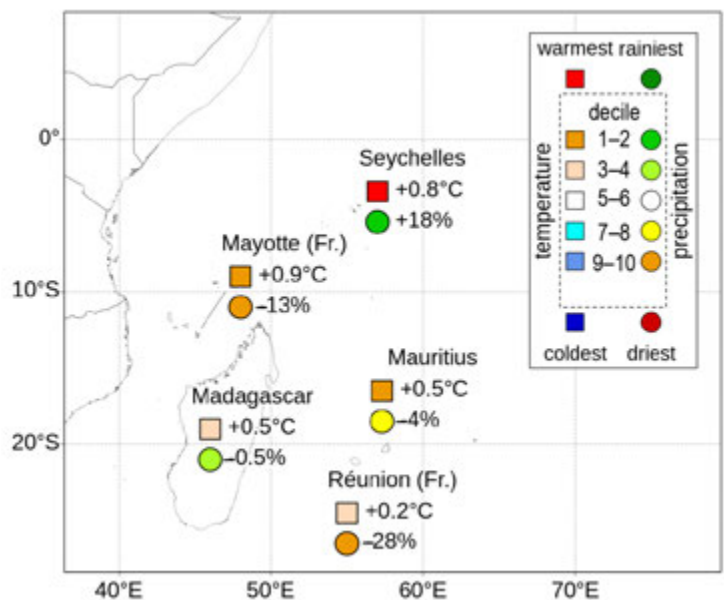 warmest rainiest
decile
1–2
3–4
5–6
7–8
9–10
temperature
precipitation
coldest driest
0°
10°S
20°S
Seychelles
+0.8°C
+18%
Mayotte (Fr.)
+0.9°C
–13%
Mauritius
+0.5°C
–4%
Madagascar
+0.5°C
–0.5%
Réunion (Fr.)
+0.2°C
–28%
40°E
50°E
60°E
70°E